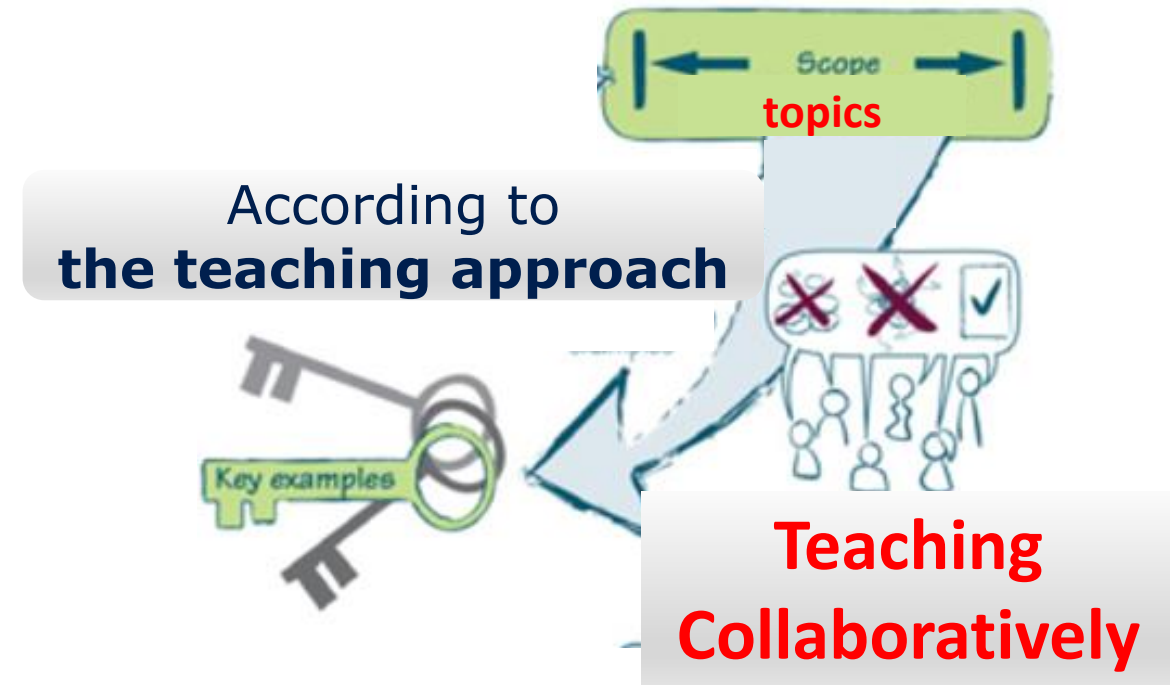 Scope
topics
According to
the teaching approach
Key examples
Teaching
Collaboratively